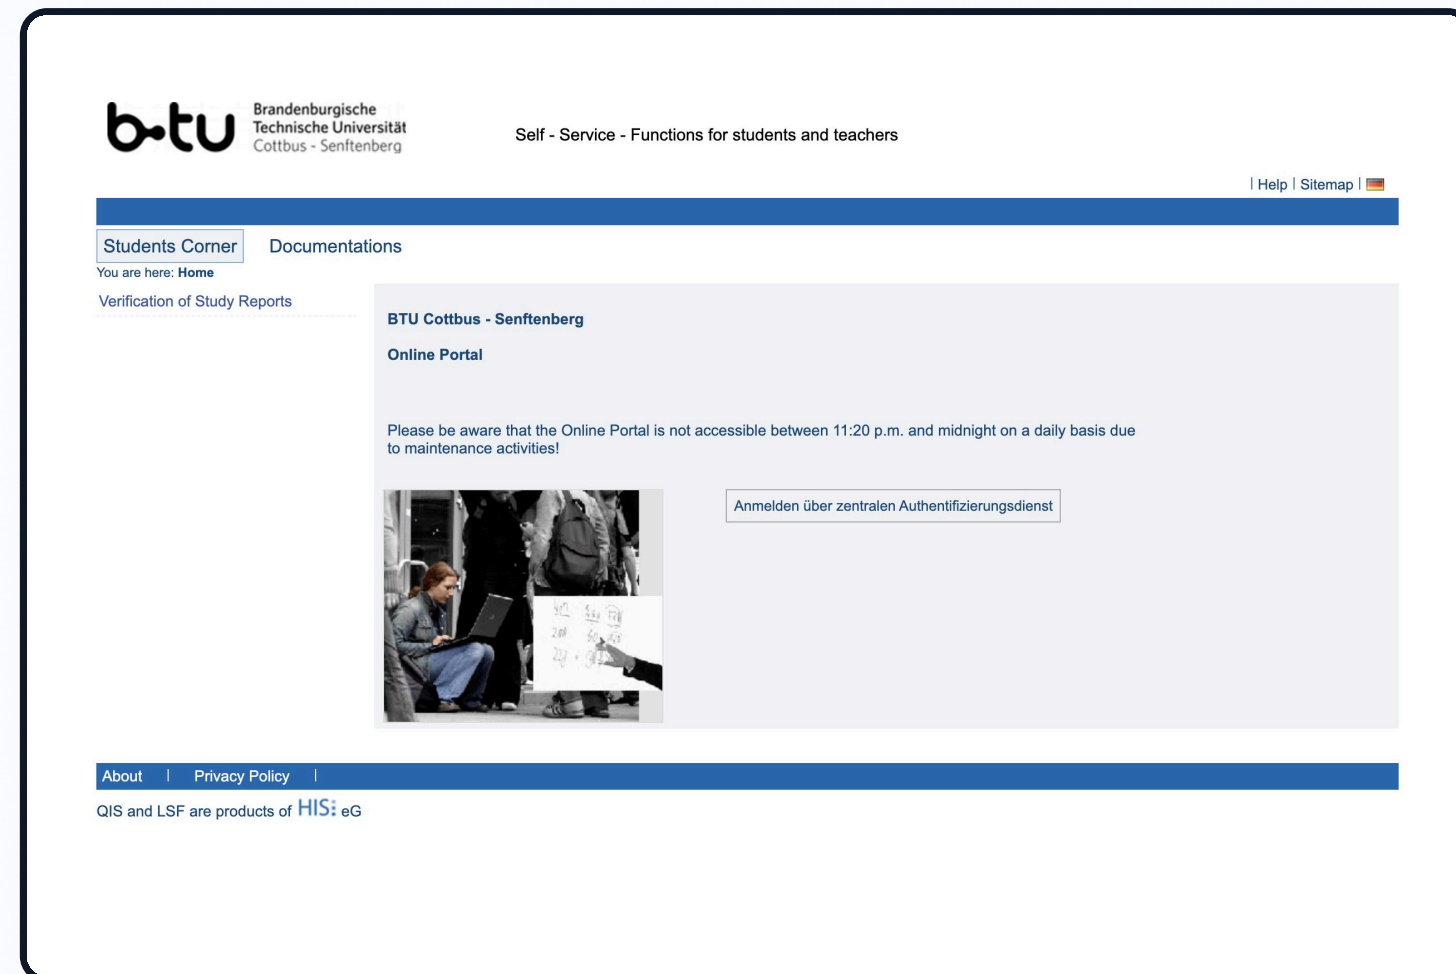 b-tu Brandenburgische
Technische Universität
Cottbus - Senftenberg
Self - Service - Functions for students and teachers
| Help | Sitemap |
Students Corner Documentations
You are here: Home
Verification of Study Reports
BTU Cottbus - Senftenberg
Online Portal
Please be aware that the Online Portal is not accessible between 11:20 p.m. and midnight on a daily basis due
to maintenance activities!
Anmelden über zentralen Authentifizierungsdienst
About | Privacy Policy |
QIS and LSF are products of HIS: eG